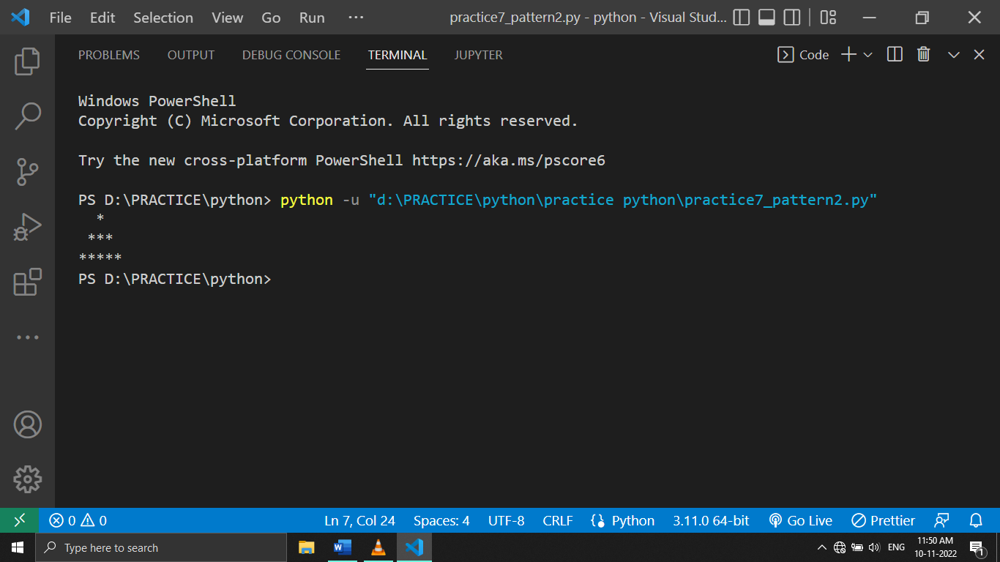 File Edit Selection View Go Run ··· practice7_pattern2.py - python - Visual Stud...
PROBLEMS OUTPUT DEBUG CONSOLE TERMINAL JUPYTER Code
Windows PowerShell
Copyright (C) Microsoft Corporation. All rights reserved.
Try the new cross-platform PowerShell https://aka.ms/pscore6
PS D:\PRACTICE\python> python -u "d:\PRACTICE\python\practice python\practice7_pattern2.py"
  *
 ***
*****
PS D:\PRACTICE\python>
0 0 Ln 7, Col 24 Spaces: 4 UTF-8 CRLF Python 3.11.0 64-bit Go Live Prettier
Type here to search ENG 11:50 AM
10-11-2022 1